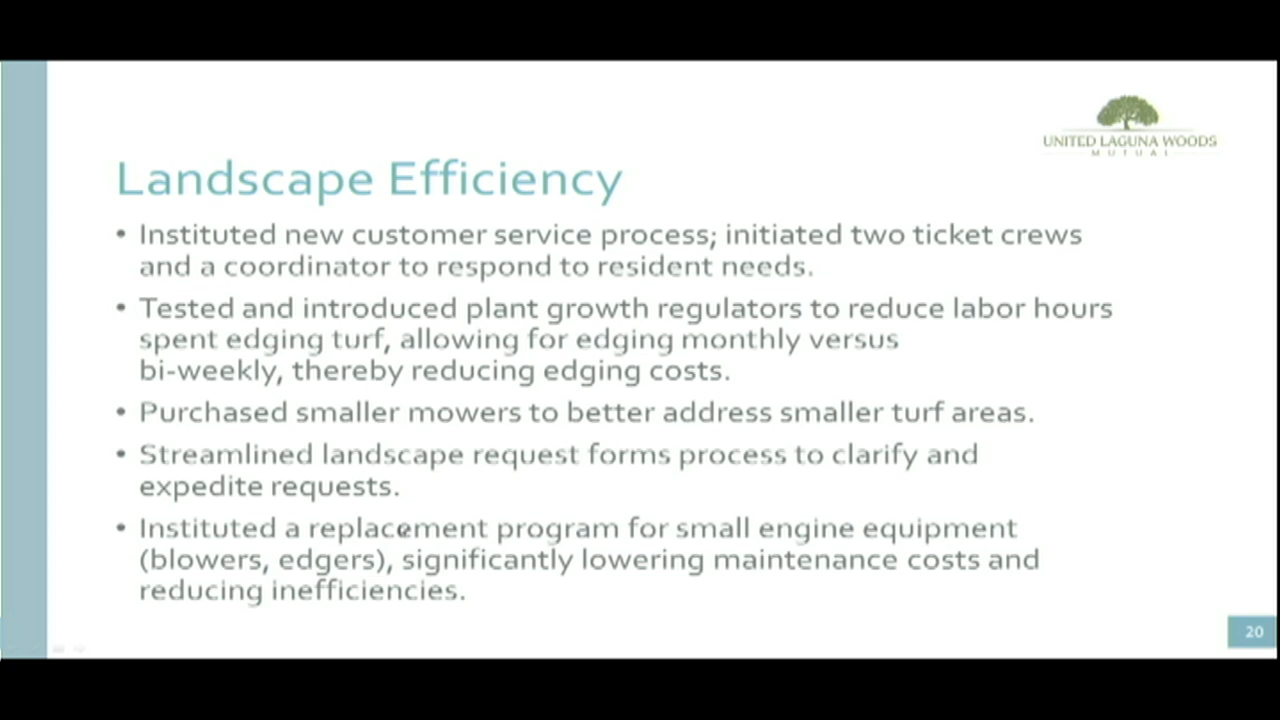 UNITED LAGUNA WOODS
MUTUAL
Landscape Efficiency
• Instituted new customer service process; initiated two ticket crews
and a coordinator to respond to resident needs.
• Tested and introduced plant growth regulators to reduce labor hours
spent edging turf, allowing for edging monthly versus
bi-weekly, thereby reducing edging costs.
• Purchased smaller mowers to better address smaller turf areas.
• Streamlined landscape request forms process to clarify and
expedite requests.
• Instituted a replacement program for small engine equipment
(blowers, edgers), significantly lowering maintenance costs and
reducing inefficiencies.
20